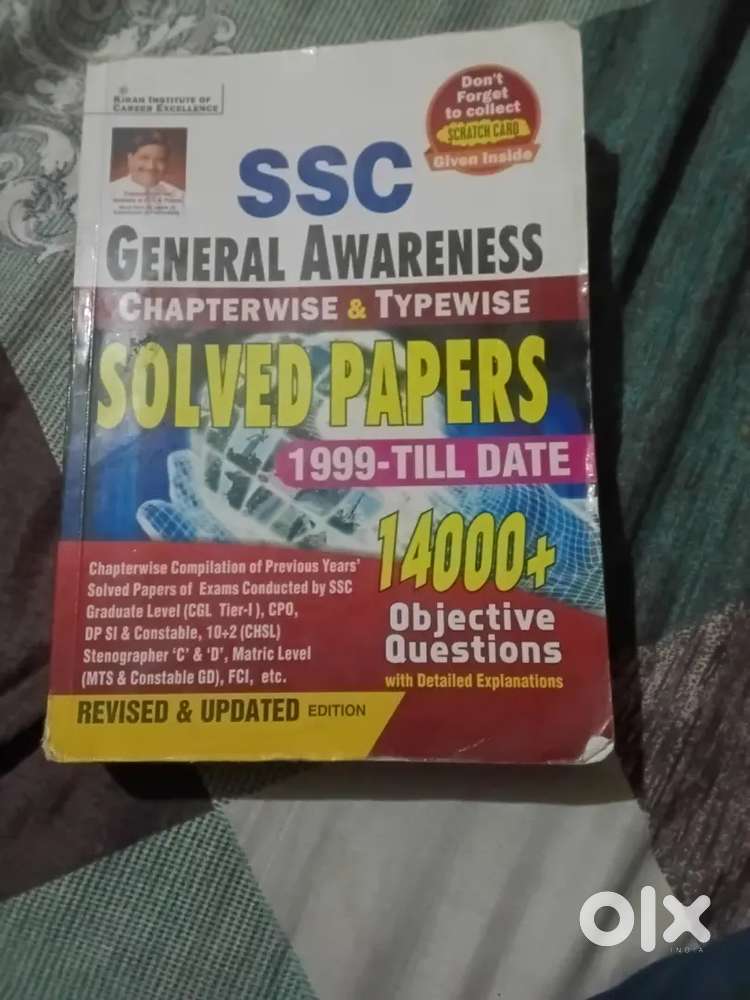 KIRAN INSTITUTE OF
CAREER EXCELLENCE
Don't
Forget
to collect
SCRATCH CARD
Given Inside
SSC
GENERAL AWARENESS
CHAPTERWISE & TYPEWISE
SOLVED PAPERS
1999-TILL DATE
14000+
Objective
Questions
with Detailed Explanations
Chapterwise Compilation of Previous Years'
Solved Papers of Exams Conducted by SSC
Graduate Level (CGL Tier-I), CPO,
DP SI & Constable, 10+2 (CHSL)
Stenographer 'C' & 'D', Matric Level
(MTS & Constable GD), FCI, etc.
REVISED & UPDATED EDITION
olx
INDIA